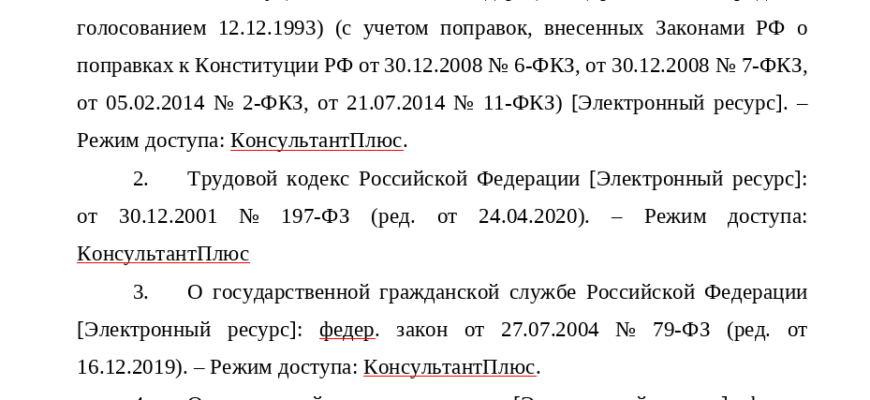 голосованием 12.12.1993) (с учетом поправок, внесенных Законами РФ о
поправках к Конституции РФ от 30.12.2008 № 6-ФКЗ, от 30.12.2008 № 7-ФКЗ,
от 05.02.2014 № 2-ФКЗ, от 21.07.2014 № 11-ФКЗ) [Электронный ресурс]. –
Режим доступа: КонсультантПлюс.
2. Трудовой кодекс Российской Федерации [Электронный ресурс]:
от 30.12.2001 № 197-ФЗ (ред. от 24.04.2020). – Режим доступа:
КонсультантПлюс
3. О государственной гражданской службе Российской Федерации
[Электронный ресурс]: федер. закон от 27.07.2004 № 79-ФЗ (ред. от
16.12.2019). – Режим доступа: КонсультантПлюс.